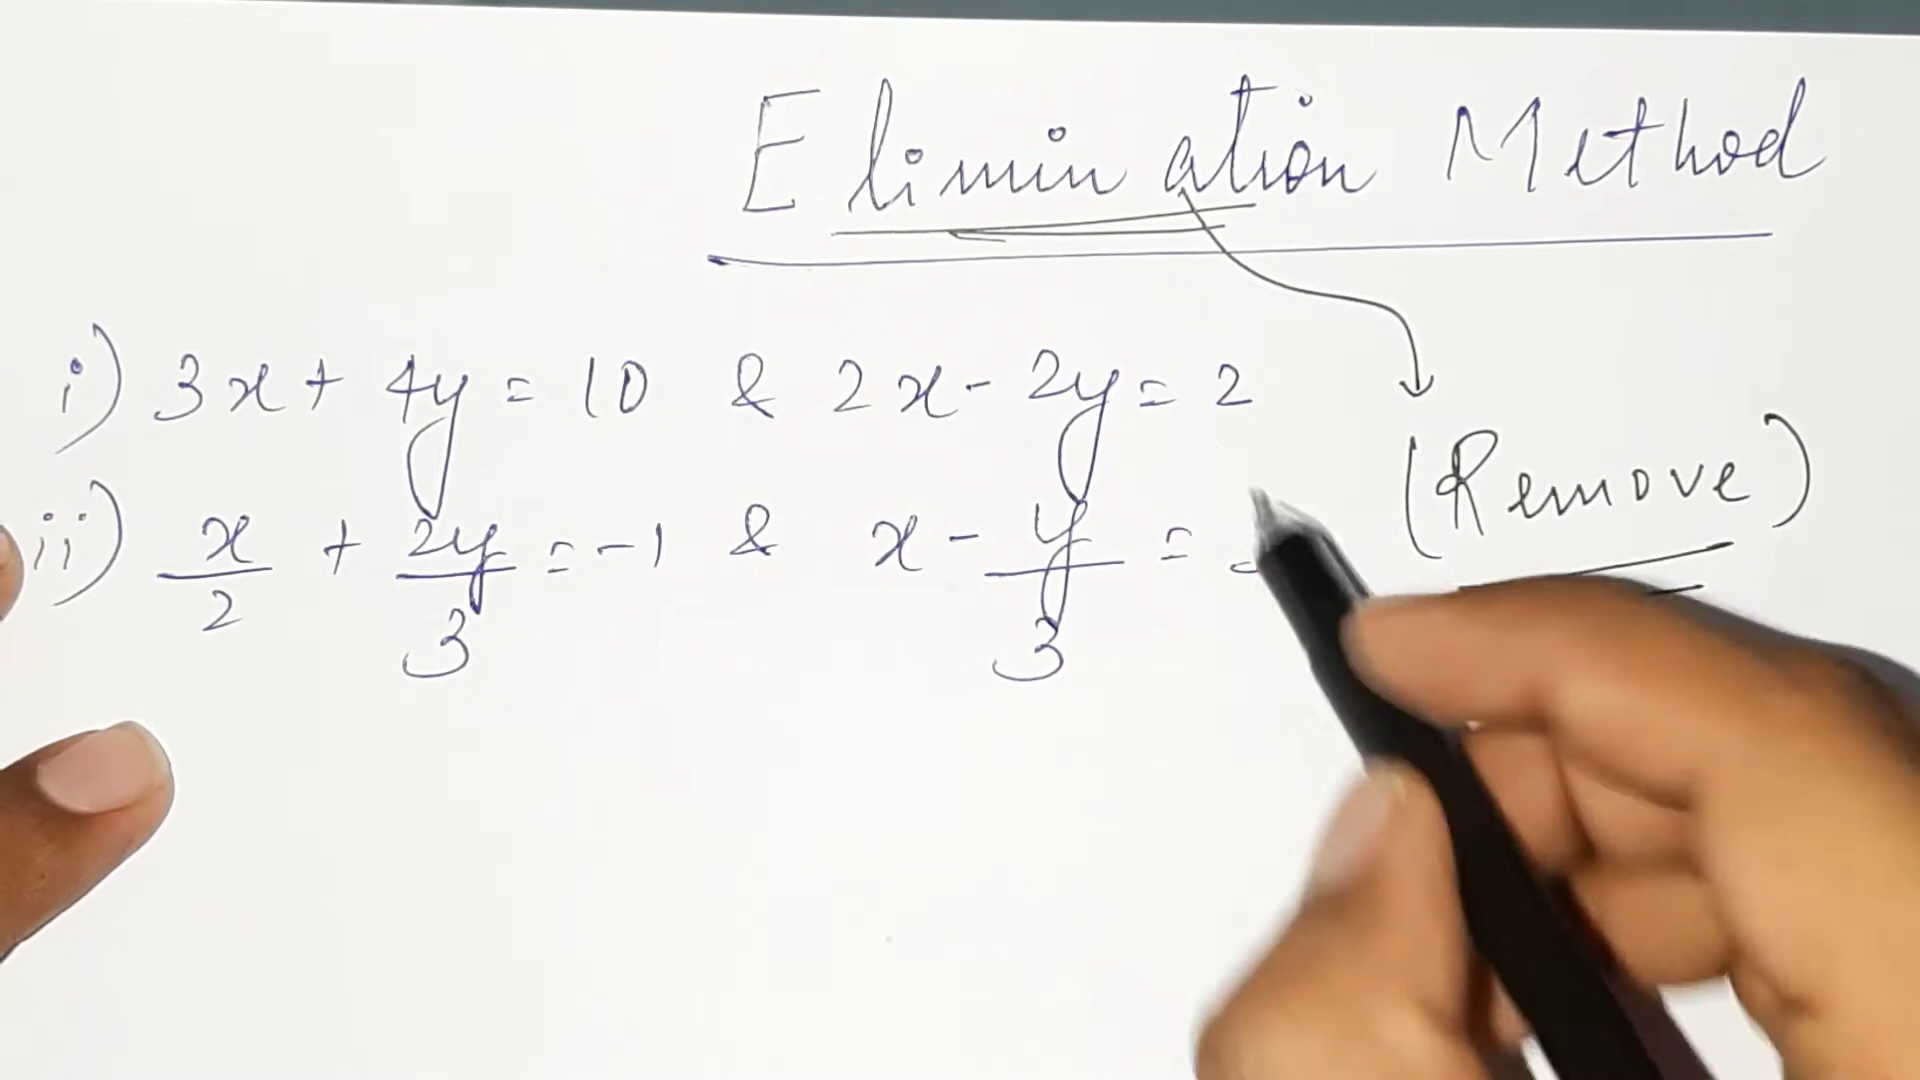 Elimination Method
i) 3x + 4y = 10 & 2x - 2y = 2
(Remove)
ii) x/2 + 2y/3 = -1 & x - y/3 =